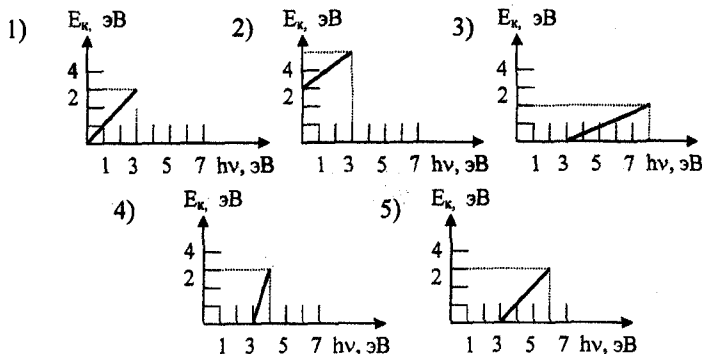 1) Eк, эВ 2) Eк, эВ 3) Eк, эВ
4 4 4
2 2 2
1 3 5 7 hν, эВ 1 3 5 7 hν, эВ 1 3 5 7 hν, эВ
4) Eк, эВ 5) Eк, эВ
4 4
2 2
1 3 5 7 hν, эВ 1 3 5 7 hν, эВ